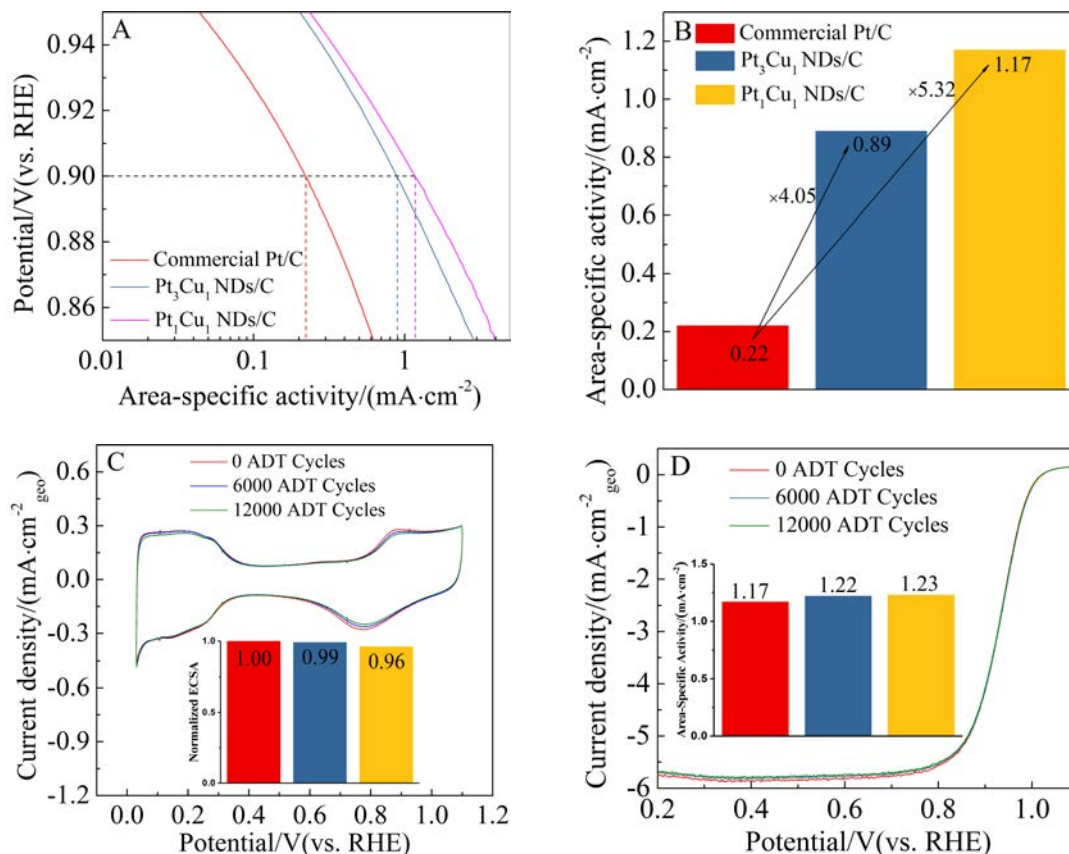 A
0.94
0.92
0.90
0.88
0.86
Potential/V(vs. RHE)
Commercial Pt/C
Pt₃Cu₁ NDs/C
Pt₁Cu₁ NDs/C
0.01
0.1
1
Area-specific activity/(mA·cm⁻²)
B
Commercial Pt/C
Pt₃Cu₁ NDs/C
Pt₁Cu₁ NDs/C
1.2
1.0
0.8
0.6
0.4
0.2
0.0
Area-specific activity/(mA·cm⁻²)
×5.32
1.17
0.89
×4.05
0.22
C
0 ADT Cycles
6000 ADT Cycles
12000 ADT Cycles
0.6
0.3
0.0
-0.3
-0.6
-0.9
-1.2
Current density/(mA·cm⁻²geo)
1.0
0.5
0.0
Normalized ECSA
1.00
0.99
0.96
0.0
0.2
0.4
0.6
0.8
1.0
1.2
Potential/V(vs. RHE)
D
0 ADT Cycles
6000 ADT Cycles
12000 ADT Cycles
0
-1
-2
-3
-4
-5
-6
Current density/(mA·cm⁻²geo)
1.5
1.0
0.5
0.0
Area-Specific Activity/(mA·cm⁻²)
1.17
1.22
1.23
0.2
0.4
0.6
0.8
1.0
Potential/V(vs. RHE)